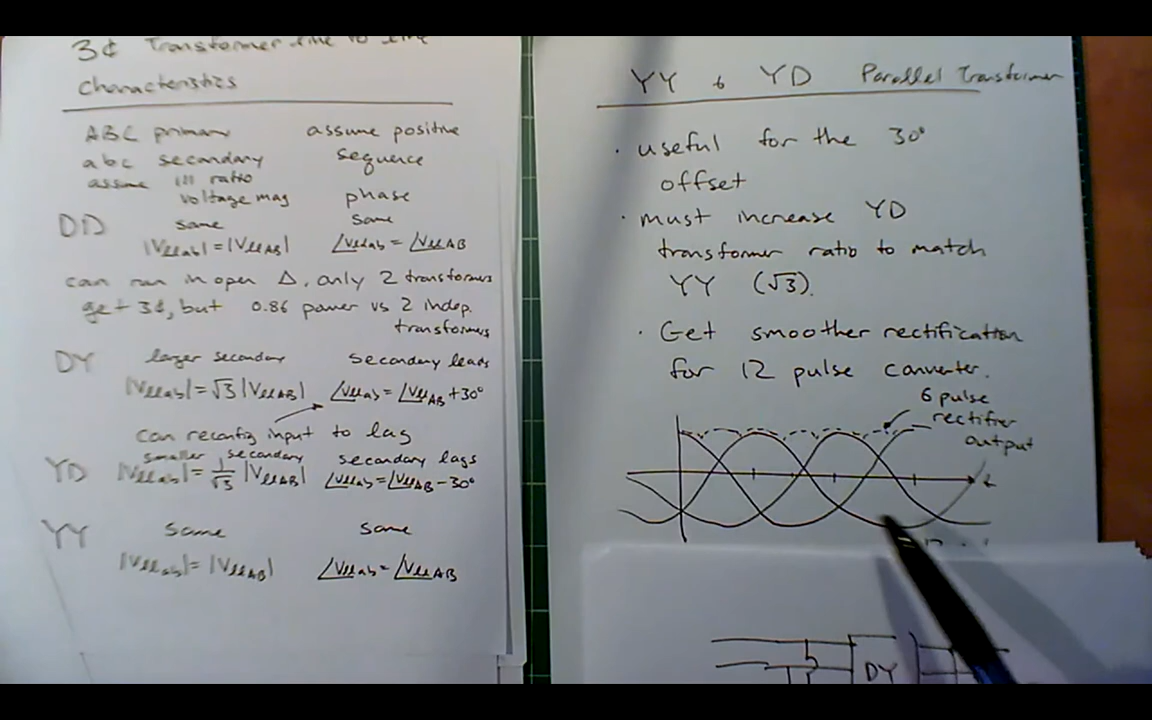 3¢ Transformer line to line
Characteristics
ABC primary assume positive
abc secondary sequence
assume 1:1 ratio
voltage mag phase
DD same same
|Vllab| = |VllAB| ∠Vllab = ∠VllAB
can run in open Δ, only 2 transformers
get 3¢, but 0.86 power vs 2 indep.
transformers
DY larger secondary secondary leads
|Vllab| = √3 |VllAB| ∠Vllab = ∠VllAB + 30°
can reconfig input to lag
smaller secondary secondary lags
YD |Vllab| = 1/√3 |VllAB| ∠Vllab = ∠VllAB - 30°
YY same same
|Vllab| = |VllAB| ∠Vllab = ∠VllAB
YY & YD Parallel Transformer
· useful for the 30°
offset
· must increase YD
transformer ratio to match
YY (√3).
· Get smoother rectification
for 12 pulse converter.
6 pulse
rectifier
output
t
DY